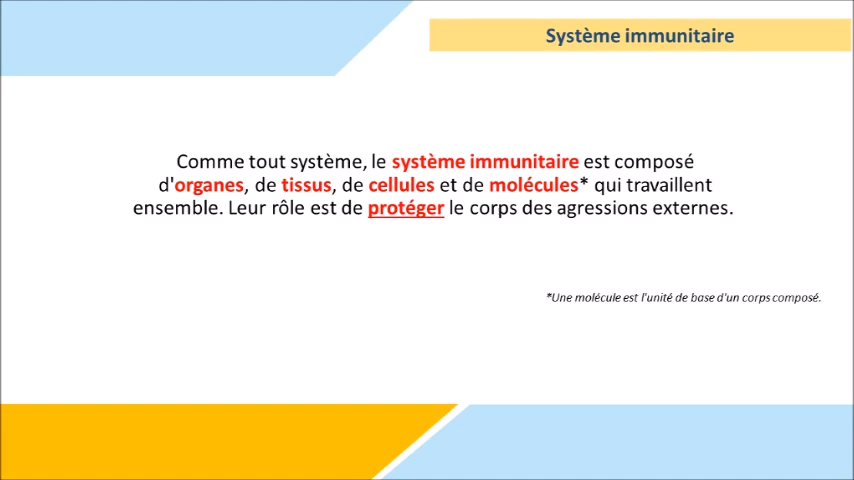 Système immunitaire
Comme tout système, le système immunitaire est composé
d'organes, de tissus, de cellules et de molécules* qui travaillent
ensemble. Leur rôle est de protéger le corps des agressions externes.
*Une molécule est l'unité de base d'un corps composé.